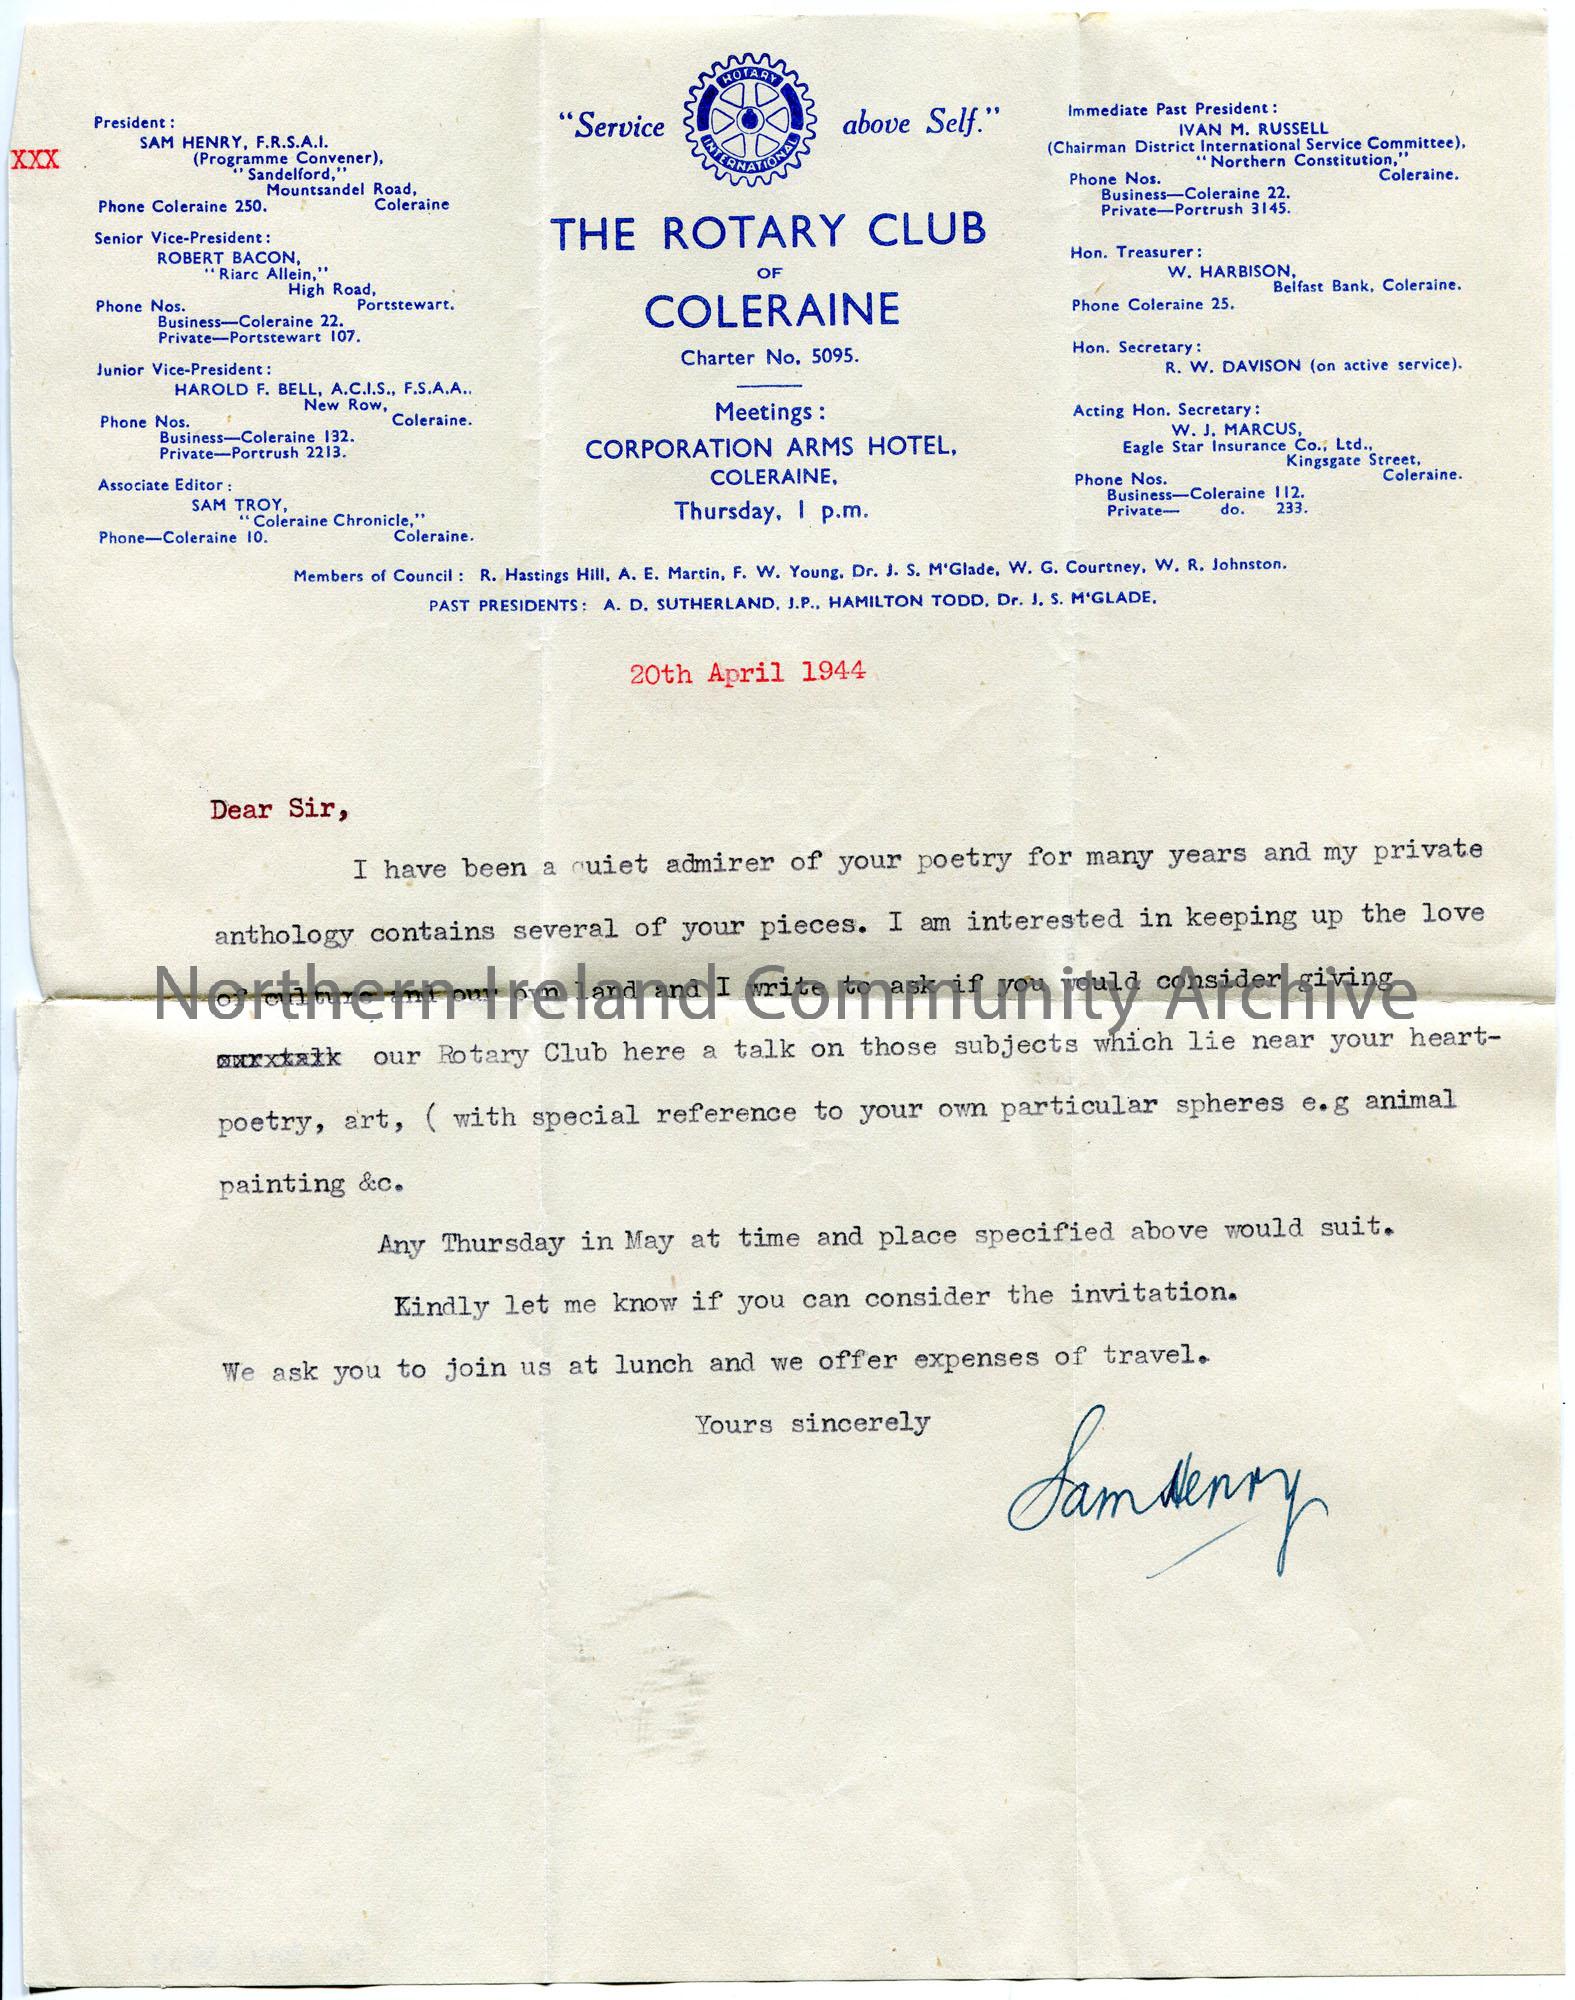 "Service above Self."
ROTARY INTERNATIONAL
THE ROTARY CLUB
OF
COLERAINE
Charter No. 5095.
Meetings:
CORPORATION ARMS HOTEL,
COLERAINE,
Thursday, 1 p.m.
President:
SAM HENRY, F.R.S.A.I.
XXX
(Programme Convener),
"Sandelford,"
Mountsandel Road,
Phone Coleraine 250. Coleraine
Senior Vice-President:
ROBERT BACON,
"Riarc Allein,"
High Road,
Phone Nos. Portstewart.
Business—Coleraine 22.
Private—Portstewart 107.
Junior Vice-President:
HAROLD F. BELL, A.C.I.S., F.S.A.A.,
New Row,
Phone Nos. Coleraine.
Business—Coleraine 132.
Private—Portrush 2213.
Associate Editor:
SAM TROY,
"Coleraine Chronicle,"
Phone—Coleraine 10. Coleraine.
Immediate Past President:
IVAN M. RUSSELL
(Chairman District International Service Committee),
"Northern Constitution,"
Phone Nos. Coleraine.
Business—Coleraine 22.
Private—Portrush 3145.
Hon. Treasurer:
W. HARBISON,
Belfast Bank, Coleraine.
Phone Coleraine 25.
Hon. Secretary:
R. W. DAVISON (on active service).
Acting Hon. Secretary:
W. J. MARCUS,
Eagle Star Insurance Co., Ltd.,
Kingsgate Street,
Phone Nos. Coleraine.
Business—Coleraine 112.
Private— do. 233.
Members of Council: R. Hastings Hill, A. E. Martin, F. W. Young, Dr. J. S. M'Glade, W. G. Courtney, W. R. Johnston.
PAST PRESIDENTS: A. D. SUTHERLAND, J.P., HAMILTON TODD, Dr. J. S. M'GLADE.
20th April 1944
Dear Sir,
I have been a quiet admirer of your poetry for many years and my private
anthology contains several of your pieces. I am interested in keeping up the love
of culture and our own land and I write to ask if you would consider giving
our talk our Rotary Club here a talk on those subjects which lie near your heart-
poetry, art, ( with special reference to your own particular spheres e.g animal
painting &c.
Any Thursday in May at time and place specified above would suit.
Kindly let me know if you can consider the invitation.
We ask you to join us at lunch and we offer expenses of travel.
Yours sincerely
Sam Henry
Northern Ireland Community Archive